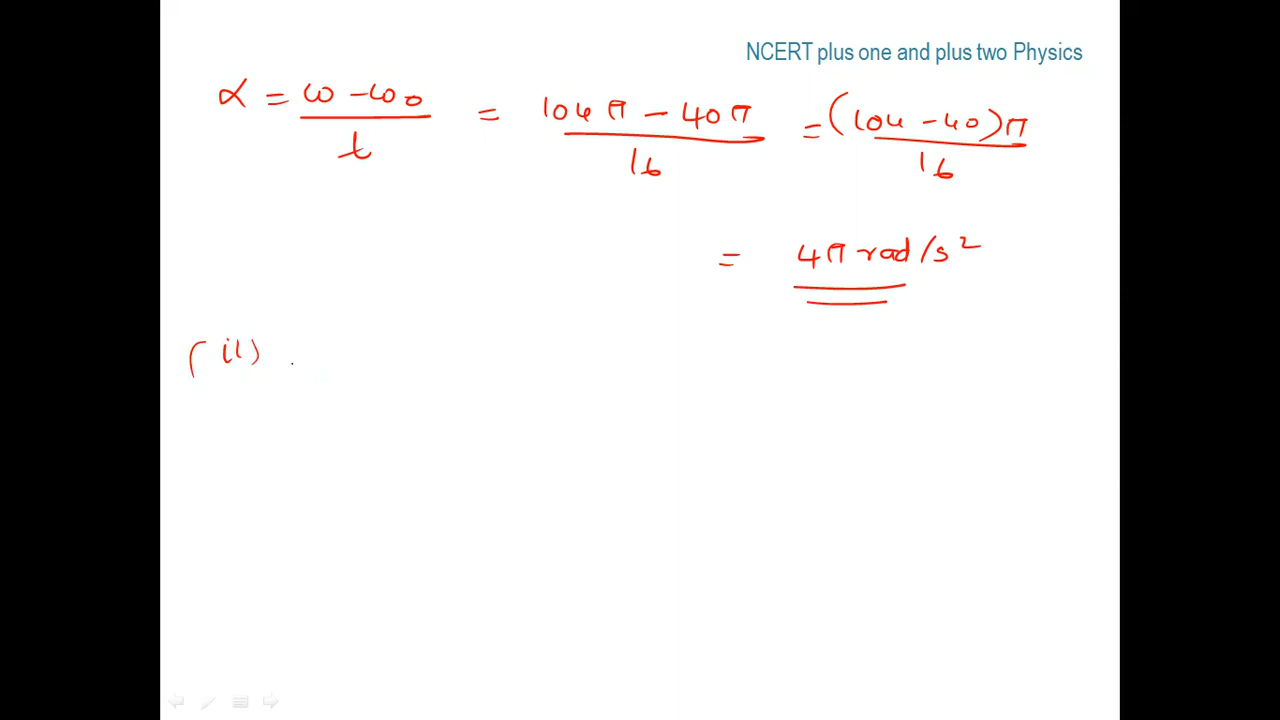 NCERT plus one and plus two Physics
α = ω - ω₀ / t = 104π - 40π / 16 = (104 - 40)π / 16
= 4π rad/s²
(ii)